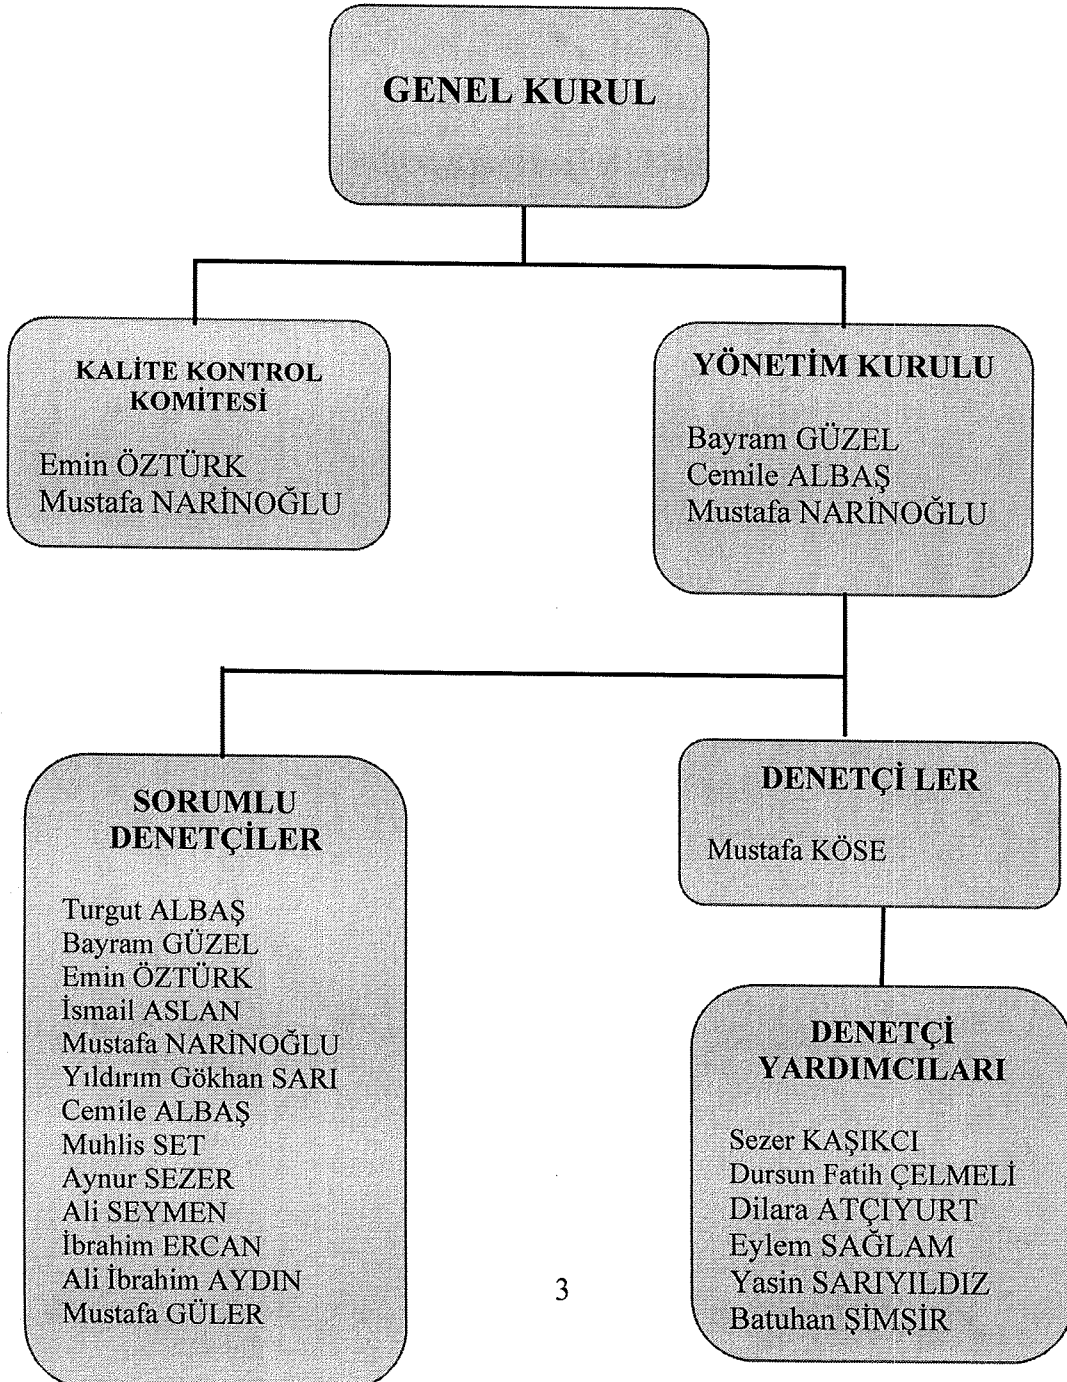 GENEL KURUL
KALİTE KONTROL
KOMİTESİ
Emin ÖZTÜRK
Mustafa NARİNOĞLU
YÖNETİM KURULU
Bayram GÜZEL
Cemile ALBAŞ
Mustafa NARİNOĞLU
SORUMLU
DENETÇİLER
Turgut ALBAŞ
Bayram GÜZEL
Emin ÖZTÜRK
İsmail ASLAN
Mustafa NARİNOĞLU
Yıldırım Gökhan SARI
Cemile ALBAŞ
Muhlis SET
Aynur SEZER
Ali SEYMEN
İbrahim ERCAN
Ali İbrahim AYDIN
Mustafa GÜLER
DENETÇİ LER
Mustafa KÖSE
DENETÇİ
YARDIMCILARI
Sezer KAŞIKCI
Dursun Fatih ÇELMELİ
Dilara ATÇIYURT
Eylem SAĞLAM
Yasin SARIYILDIZ
Batuhan ŞİMŞİR
3